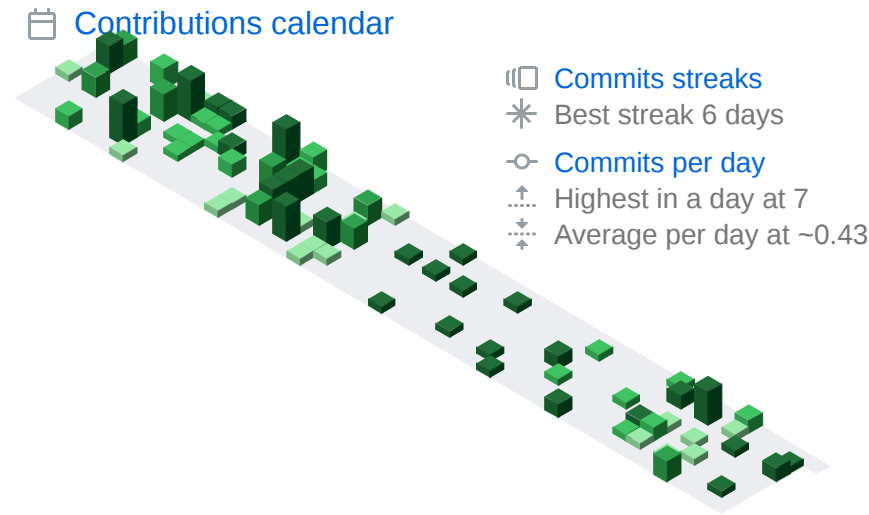 Contributions calendar
Commits streaks
Best streak 6 days
Commits per day
Highest in a day at 7
Average per day at ~0.43